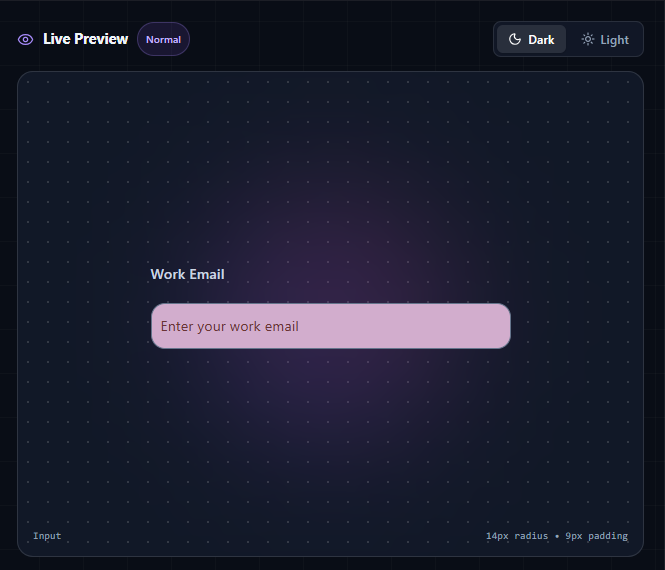 Live Preview Normal Dark Light
Work Email
Enter your work email
Input 14px radius • 9px padding